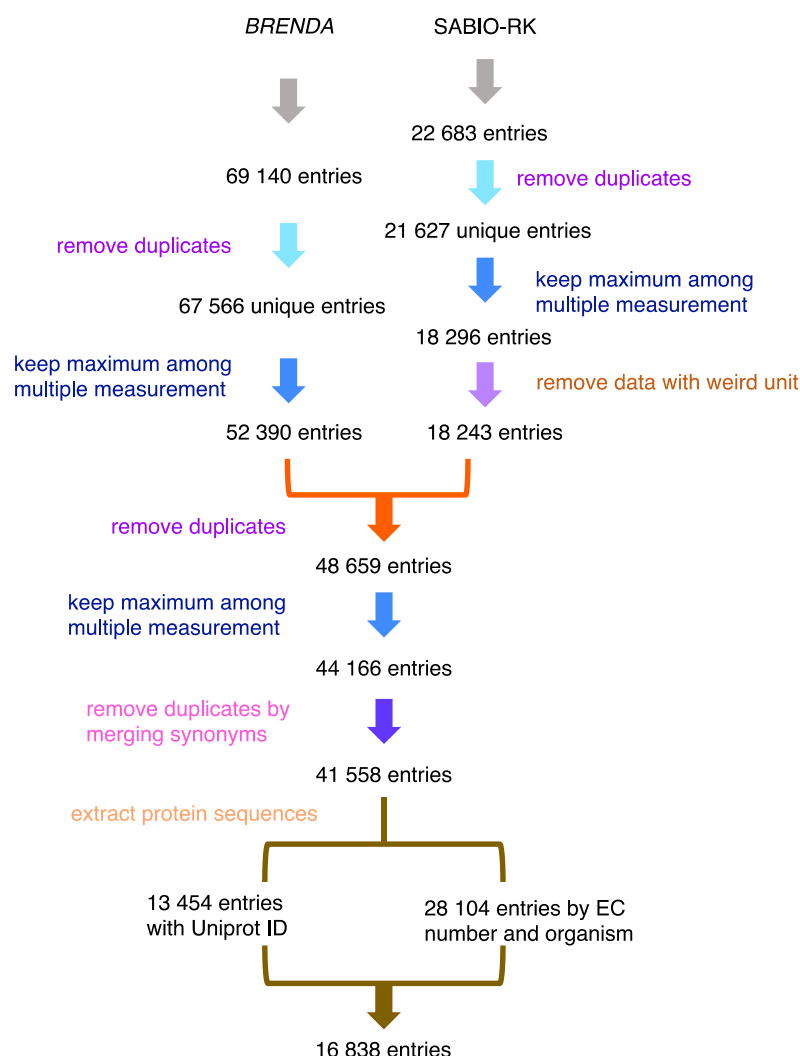 BRENDA
SABIO-RK
22 683 entries
69 140 entries
remove duplicates
21 627 unique entries
remove duplicates
67 566 unique entries
keep maximum among
multiple measurement
18 296 entries
keep maximum among
multiple measurement
remove data with weird unit
52 390 entries
18 243 entries
remove duplicates
48 659 entries
keep maximum among
multiple measurement
44 166 entries
remove duplicates by
merging synonyms
41 558 entries
extract protein sequences
13 454 entries
with Uniprot ID
28 104 entries by EC
number and organism
16 838 entries